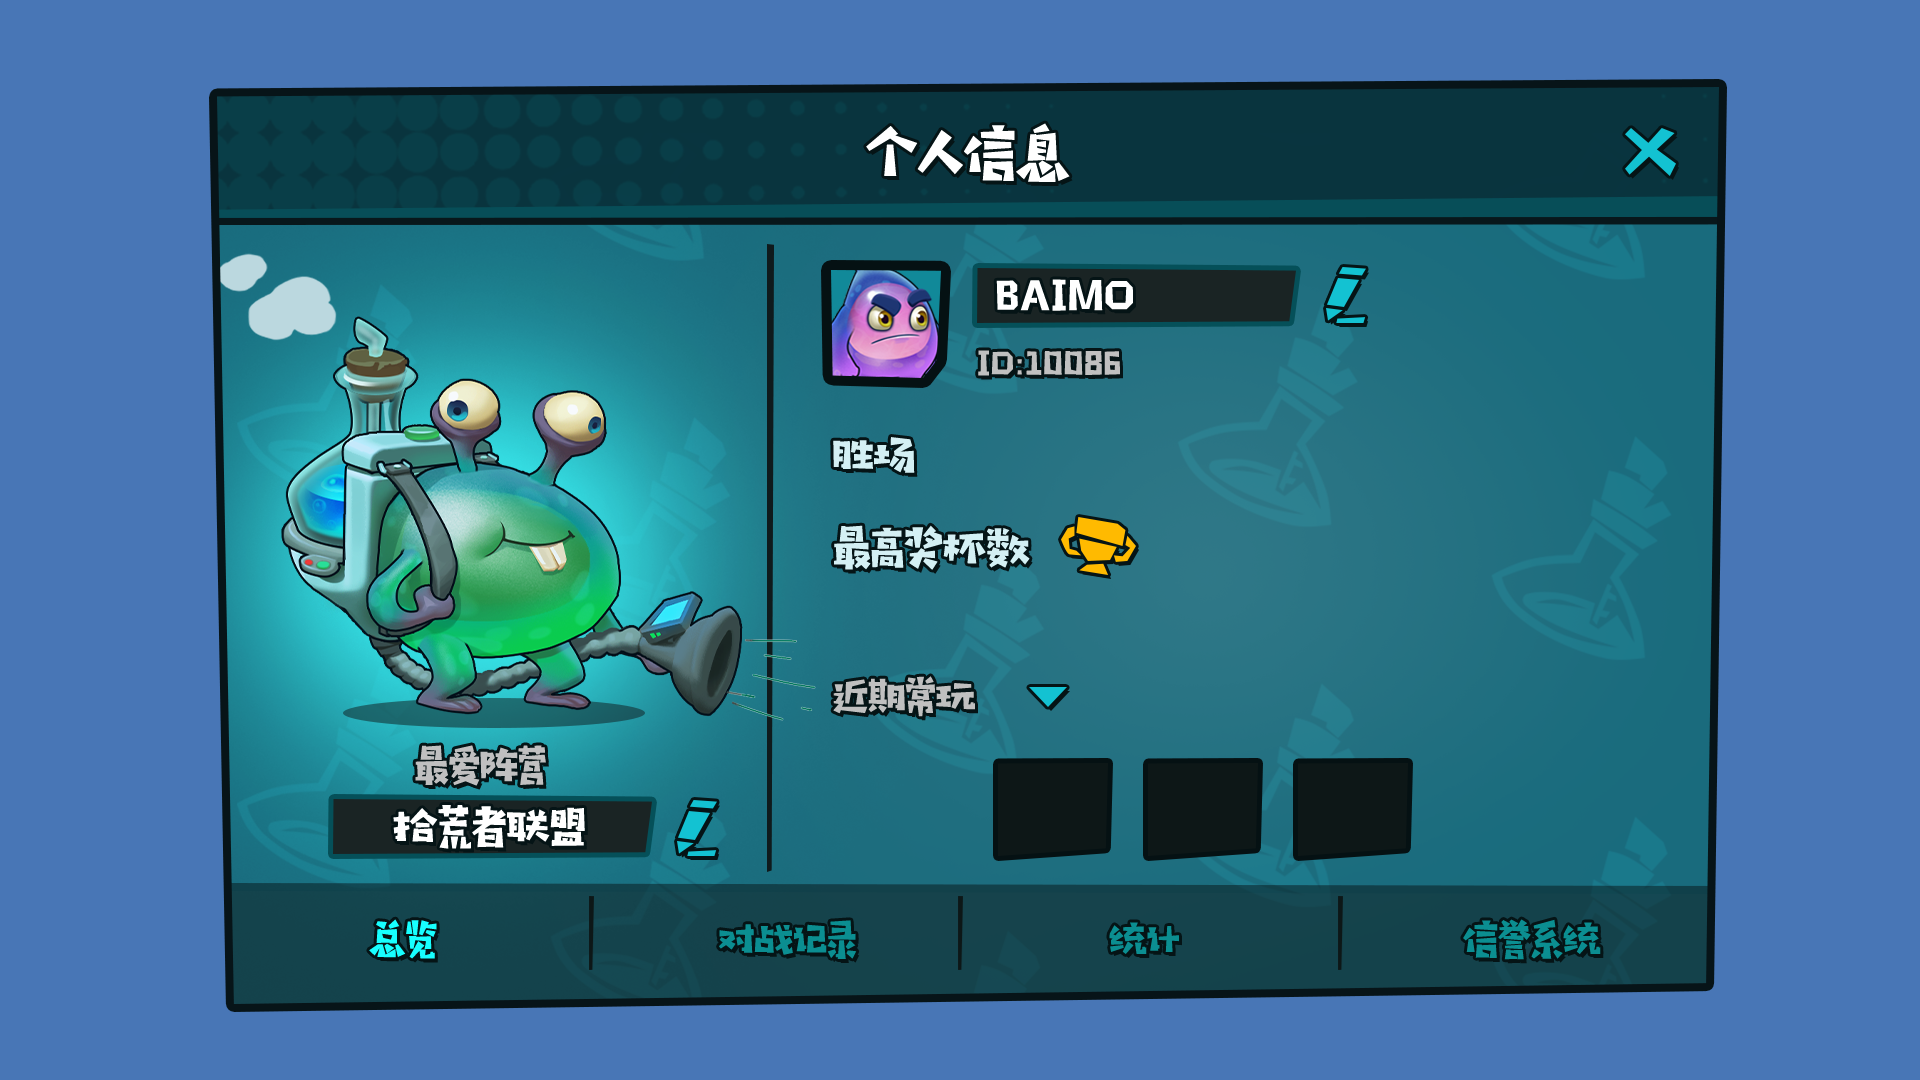 个人信息
BAIMO
ID:10086
胜场
最高奖杯数
近期常玩
最爱阵营
拾荒者联盟
总览
对战记录
统计
信誉系统